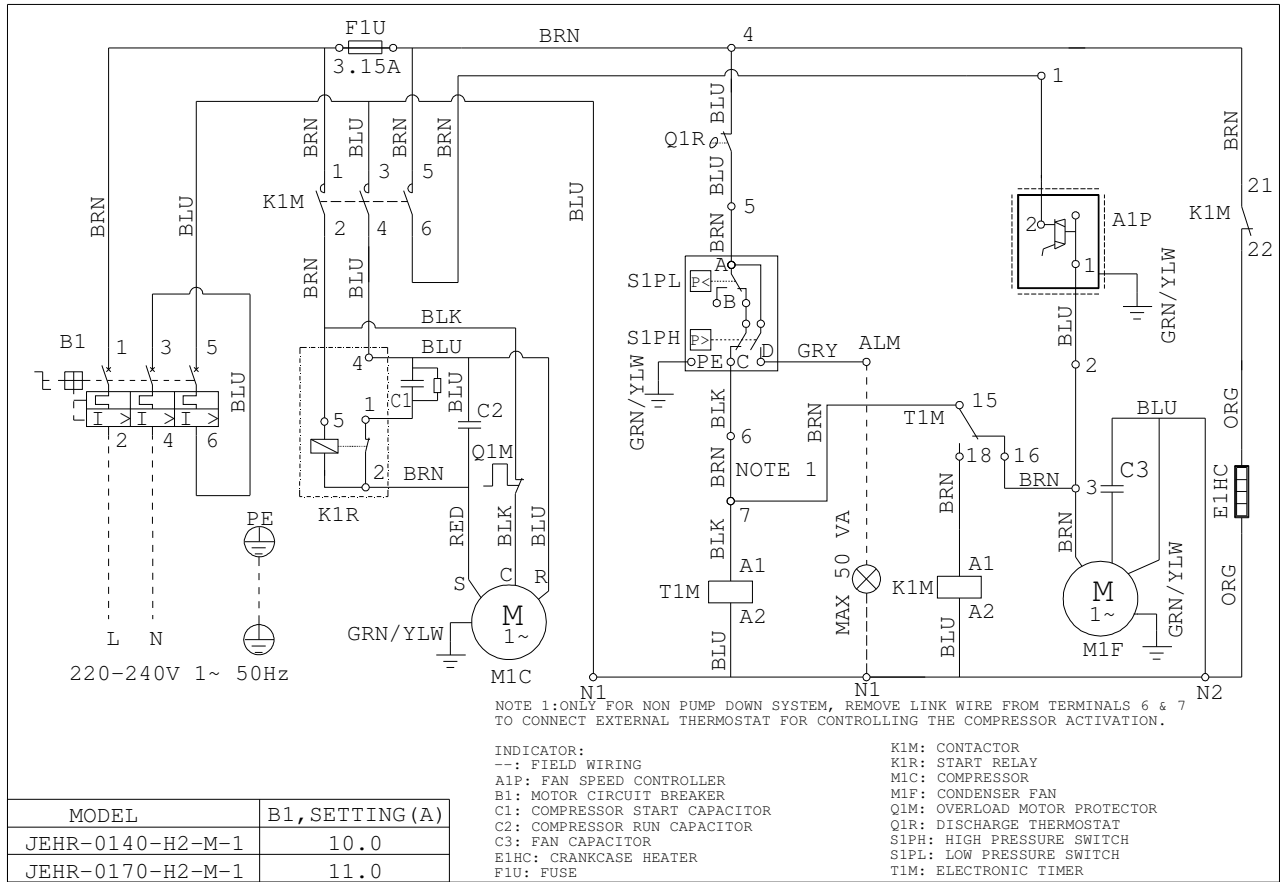 F1U
3.15A
BRN
4
1
BRN
BLU
BRN
BLU
BRN
BRN
BLU
BLU
Q1R
BLU
5
BRN
K1M
1
3
5
2
4
6
BRN
BLU
2
1
A1P
GRN/YLW
BLU
2
BRN
21
K1M
22
A
S1PL
P<
B
S1PH
P>
PE
C
D
GRY
ALM
GRN/YLW
BLK
6
BRN
NOTE 1
7
BLK
BRN
T1M
15
18
16
BRN
BRN
3
BLU
C3
ORG
E1HC
ORG
B1
1
3
5
I >
I >
I >
2
4
6
BLU
BLK
BLU
4
C1
BLU
C2
5
1
2
BRN
Q1M
K1R
RED
BLK
BLU
S
C
R
M
1~
GRN/YLW
M1C
PE
L
N
220-240V 1~ 50Hz
T1M
A1
A2
BLU
MAX 50 VA
K1M
A1
A2
BLU
BRN
M
1~
M1F
GRN/YLW
N1
N1
N2
NOTE 1:ONLY FOR NON PUMP DOWN SYSTEM, REMOVE LINK WIRE FROM TERMINALS 6 & 7
TO CONNECT EXTERNAL THERMOSTAT FOR CONTROLLING THE COMPRESSOR ACTIVATION.
INDICATOR:
--: FIELD WIRING
A1P: FAN SPEED CONTROLLER
B1: MOTOR CIRCUIT BREAKER
C1: COMPRESSOR START CAPACITOR
C2: COMPRESSOR RUN CAPACITOR
C3: FAN CAPACITOR
E1HC: CRANKCASE HEATER
F1U: FUSE
K1M: CONTACTOR
K1R: START RELAY
M1C: COMPRESSOR
M1F: CONDENSER FAN
Q1M: OVERLOAD MOTOR PROTECTOR
Q1R: DISCHARGE THERMOSTAT
S1PH: HIGH PRESSURE SWITCH
S1PL: LOW PRESSURE SWITCH
T1M: ELECTRONIC TIMER
MODEL B1,SETTING(A)
JEHR-0140-H2-M-1 10.0
JEHR-0170-H2-M-1 11.0